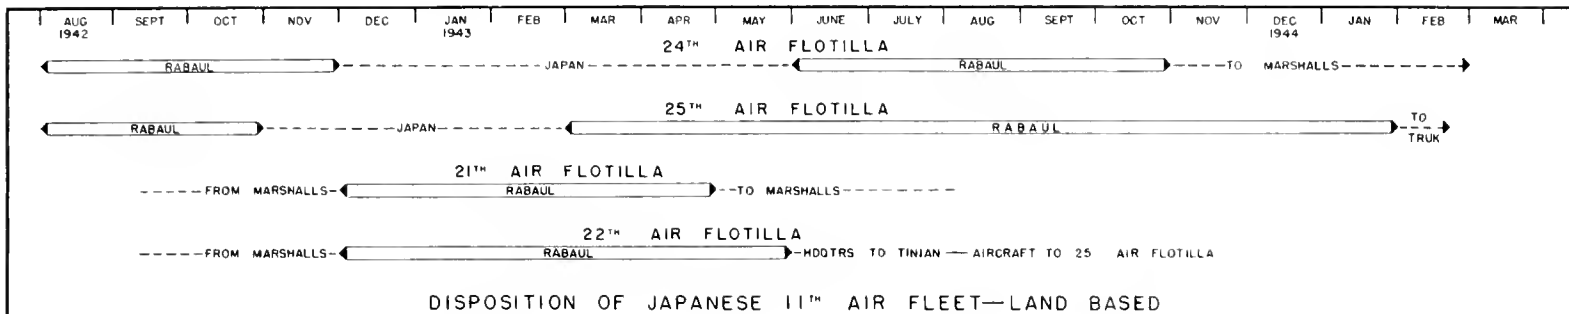 AUG SEPT OCT NOV DEC JAN FEB MAR APR MAY JUNE JULY AUG SEPT OCT NOV DEC JAN FEB MAR
1942 1943 1944
24TH AIR FLOTILLA
RABAUL JAPAN RABAUL TO MARSHALLS
25TH AIR FLOTILLA
RABAUL JAPAN RABAUL TO TRUK
21TH AIR FLOTILLA
FROM MARSHALLS RABAUL TO MARSHALLS
22TH AIR FLOTILLA
FROM MARSHALLS RABAUL HDQTRS TO TINIAN — AIRCRAFT TO 25 AIR FLOTILLA
DISPOSITION OF JAPANESE 11TH AIR FLEET—LAND BASED